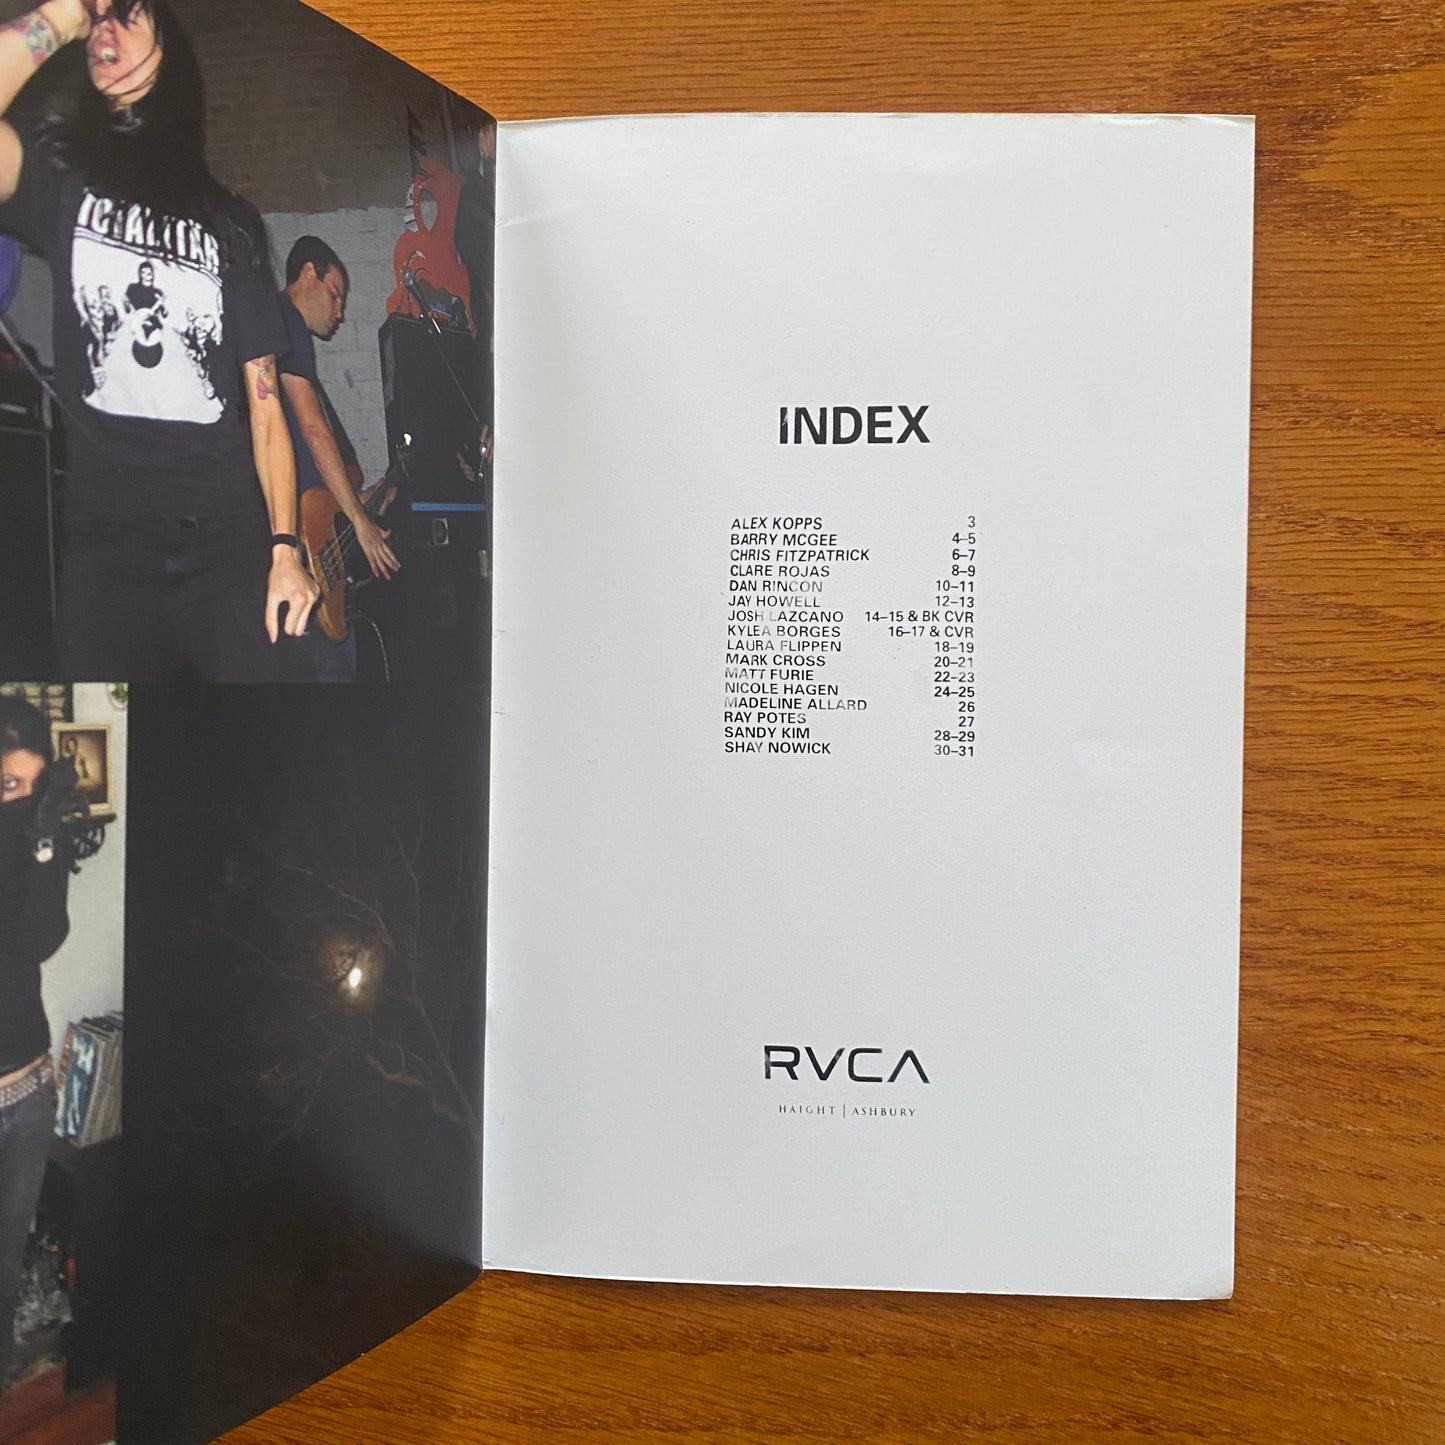 INDEX
ALEX KOPPS 3
BARRY MCGEE 4–5
CHRIS FITZPATRICK 6–7
CLARE ROJAS 8–9
DAN RINCON 10–11
JAY HOWELL 12–13
JOSH LAZCANO 14–15 & BK CVR
KYLEA BORGES 16–17 & CVR
LAURA FLIPPEN 18–19
MARK CROSS 20–21
MATT FURIE 22–23
NICOLE HAGEN 24–25
MADELINE ALLARD 26
RAY POTES 27
SANDY KIM 28–29
SHAY NOWICK 30–31
RVCA
HAIGHT | ASHBURY